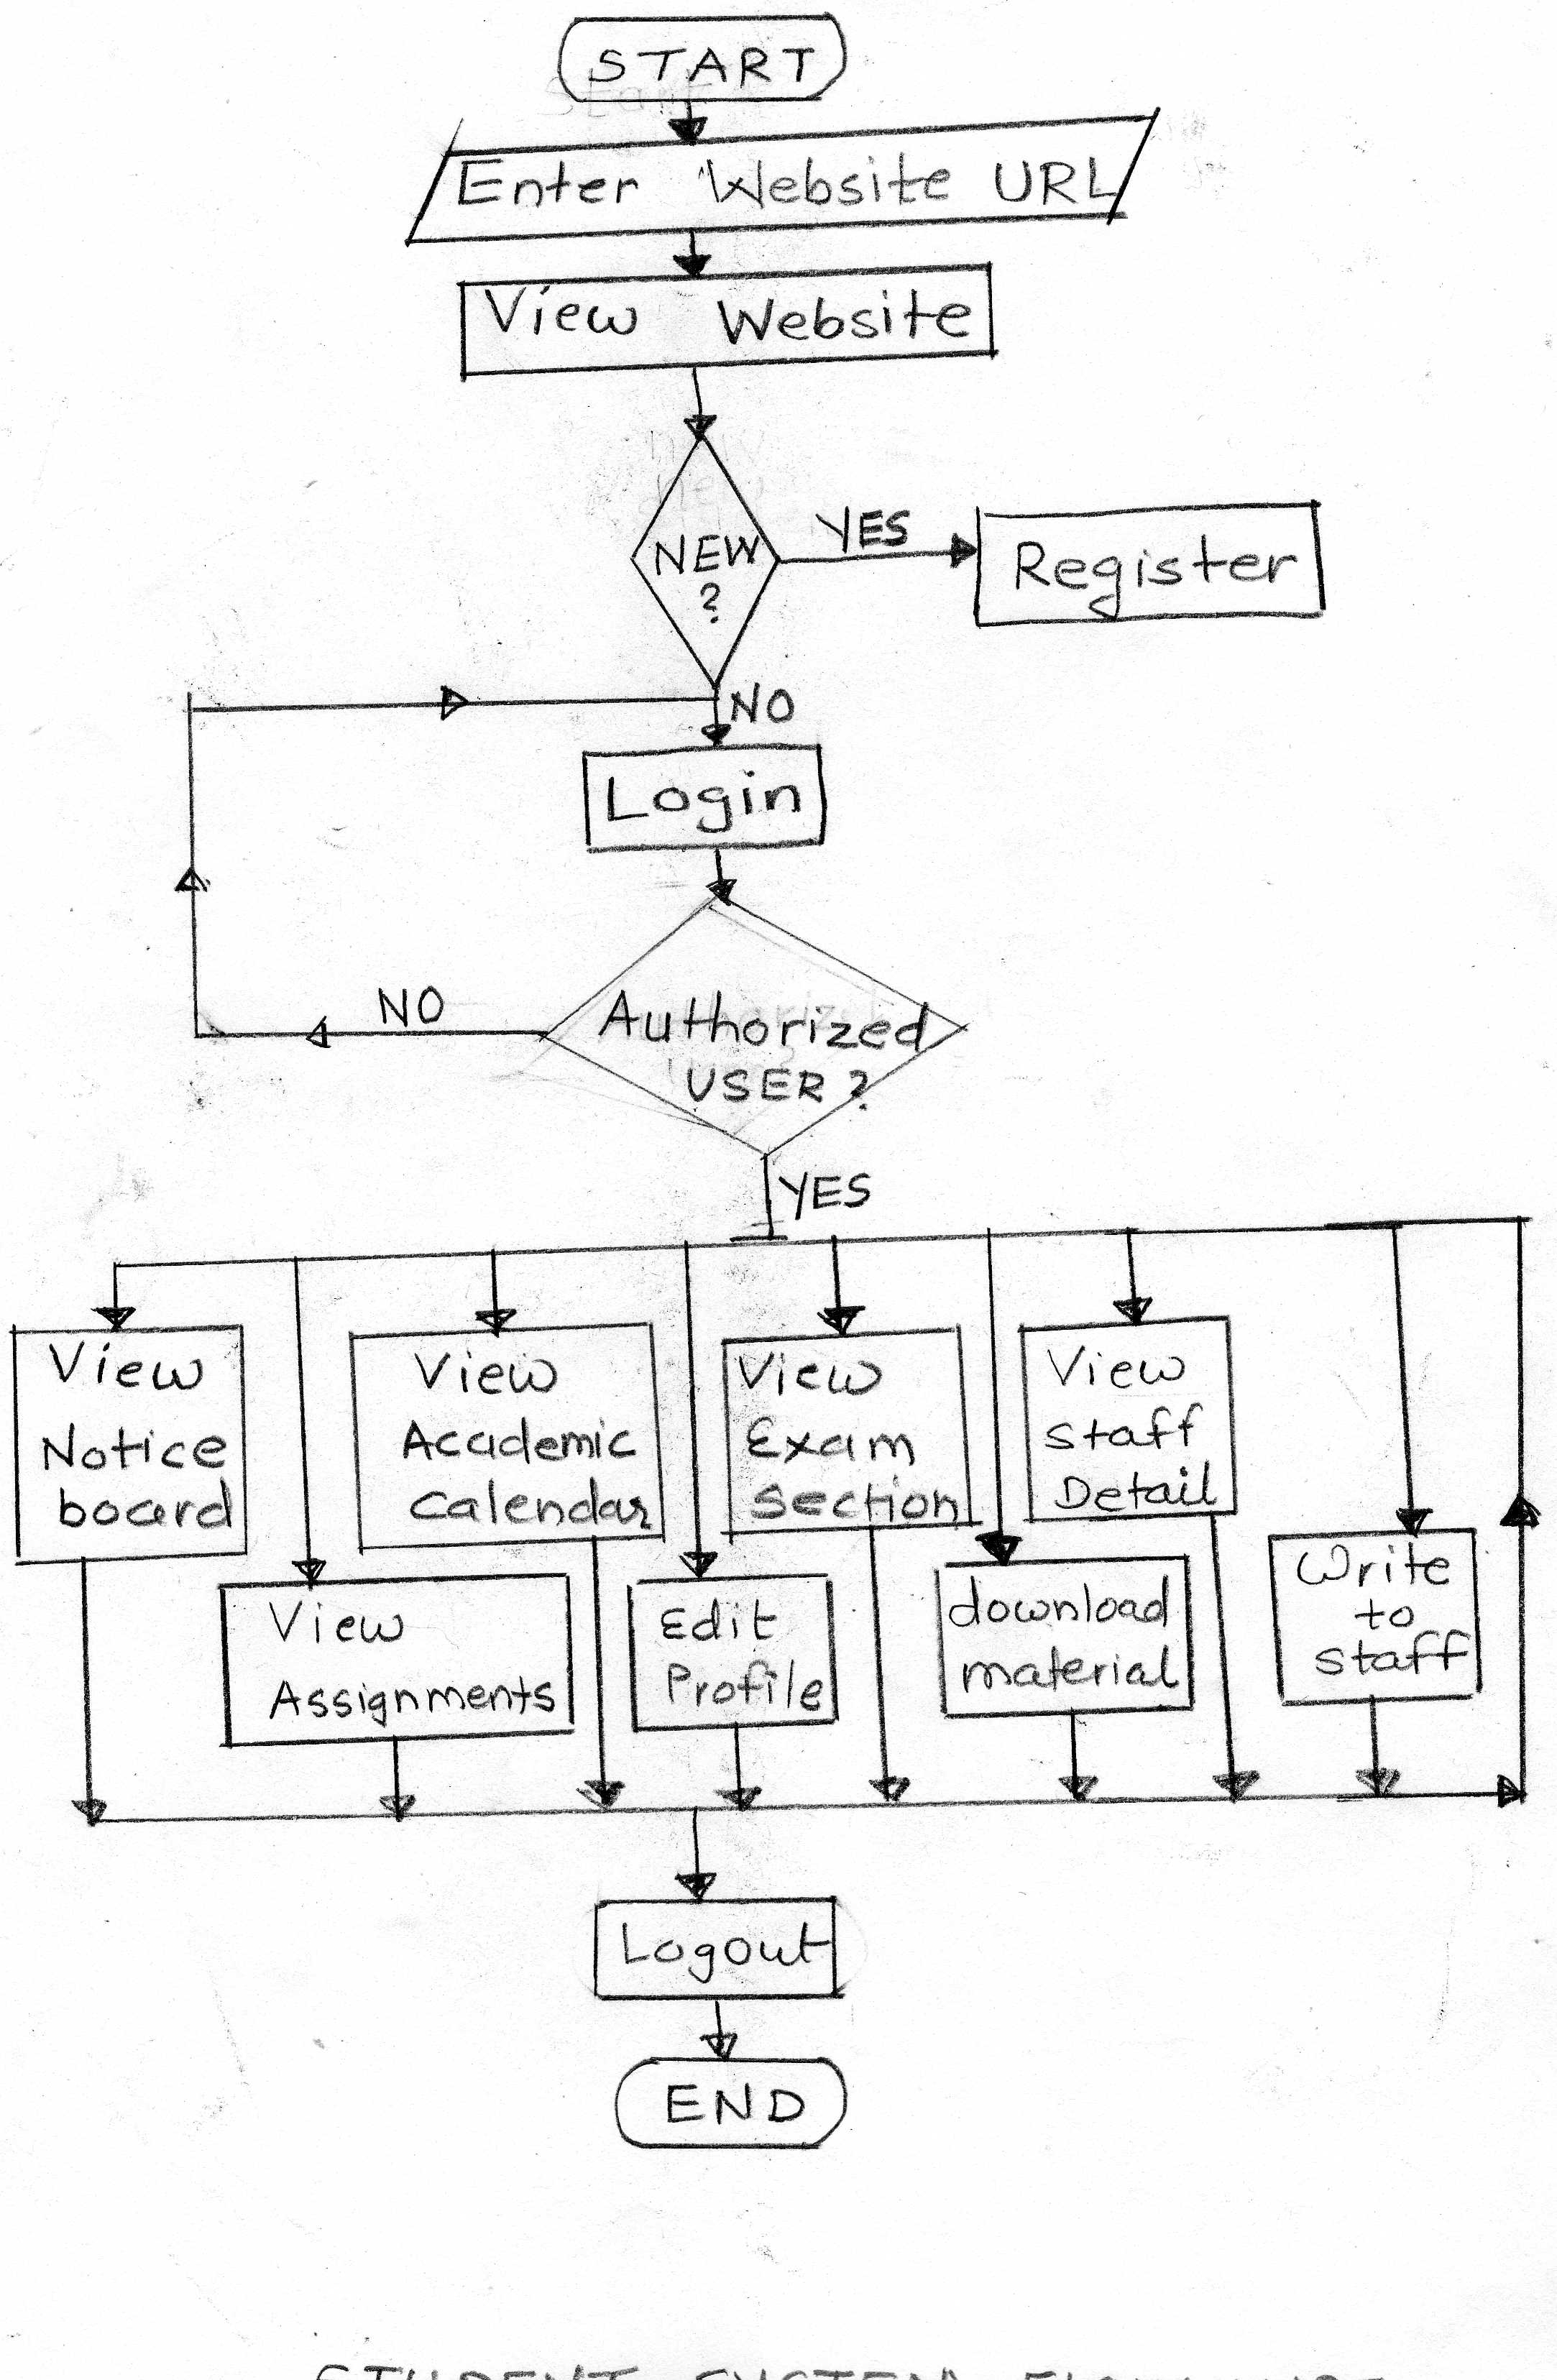 START
Enter Website URL
View Website
NEW
?
YES
Register
NO
Login
NO
Authorized
USER ?
YES
View
Notice
board
View
Academic
Calendar
View
Exam
section
View
staff
Detail
View
Assignments
Edit
Profile
download
material
Write
to
staff
Logout
END
STUDENT SYSTEM